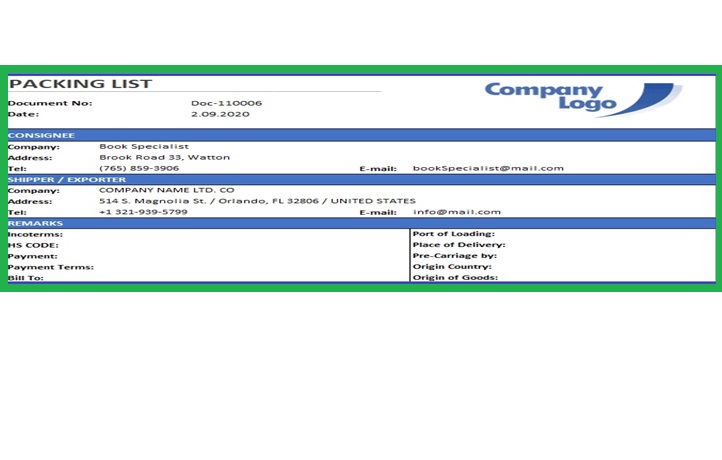 PACKING LIST
Company Logo
Document No: Doc-110006
Date: 2.09.2020
CONSIGNEE
Company: Book Specialist
Address: Brook Road 33, Watton
Tel: (765) 859-3906 E-mail: bookSpecialist@mail.com
SHIPPER / EXPORTER
Company: COMPANY NAME LTD. CO
Address: 514 S. Magnolia St. / Orlando, FL 32806 / UNITED STATES
Tel: +1 321-939-5799 E-mail: info@mail.com
REMARKS
Incoterms: Port of Loading:
HS CODE: Place of Delivery:
Payment: Pre-Carriage by:
Payment Terms: Origin Country:
Bill To: Origin of Goods: